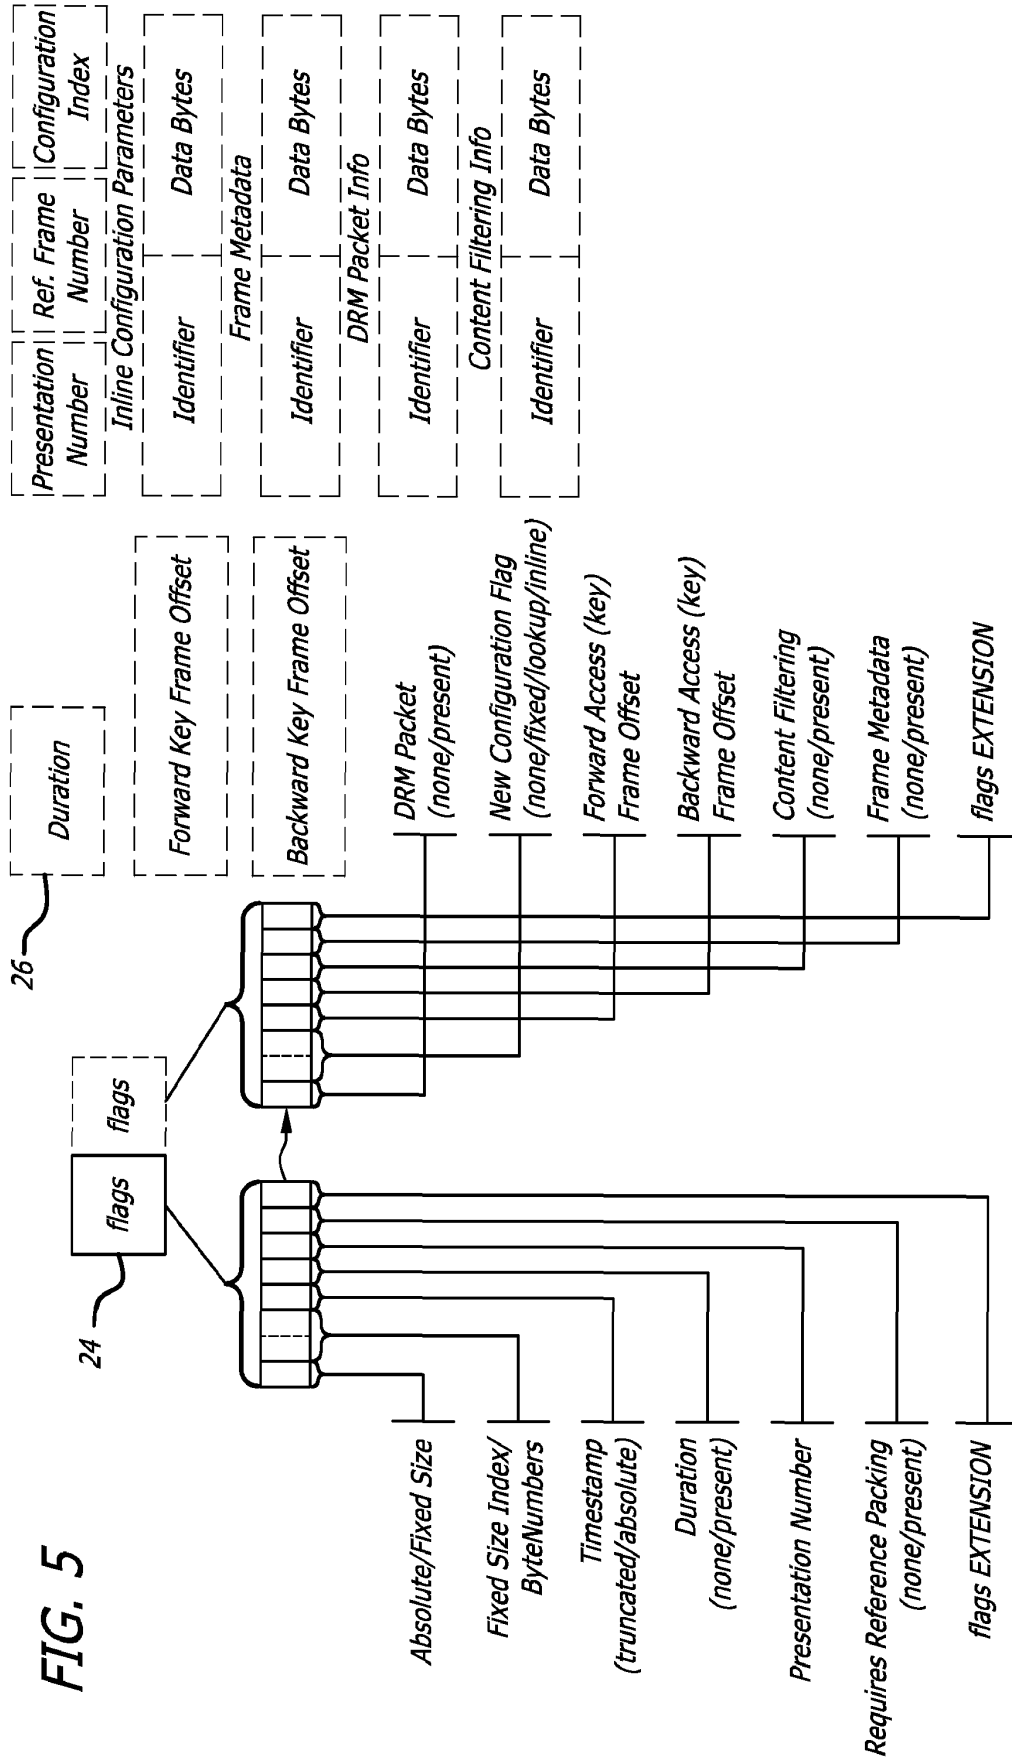 FIG. 5
24
flags
flags
26
Duration
Forward Key Frame Offset
Backward Key Frame Offset
Presentation
Number
Ref. Frame
Number
Configuration
Index
Inline Configuration Parameters
Identifier
Data Bytes
Frame Metadata
Identifier
Data Bytes
DRM Packet Info
Identifier
Data Bytes
Content Filtering Info
Identifier
Data Bytes
Absolute/Fixed Size
Fixed Size Index/
ByteNumbers
Timestamp
(truncated/absolute)
Duration
(none/present)
Presentation Number
Requires Reference Packing
(none/present)
flags EXTENSION
DRM Packet
(none/present)
New Configuration Flag
(none/fixed/lookup/inline)
Forward Access (key)
Frame Offset
Backward Access (key)
Frame Offset
Content Filtering
(none/present)
Frame Metadata
(none/present)
flags EXTENSION